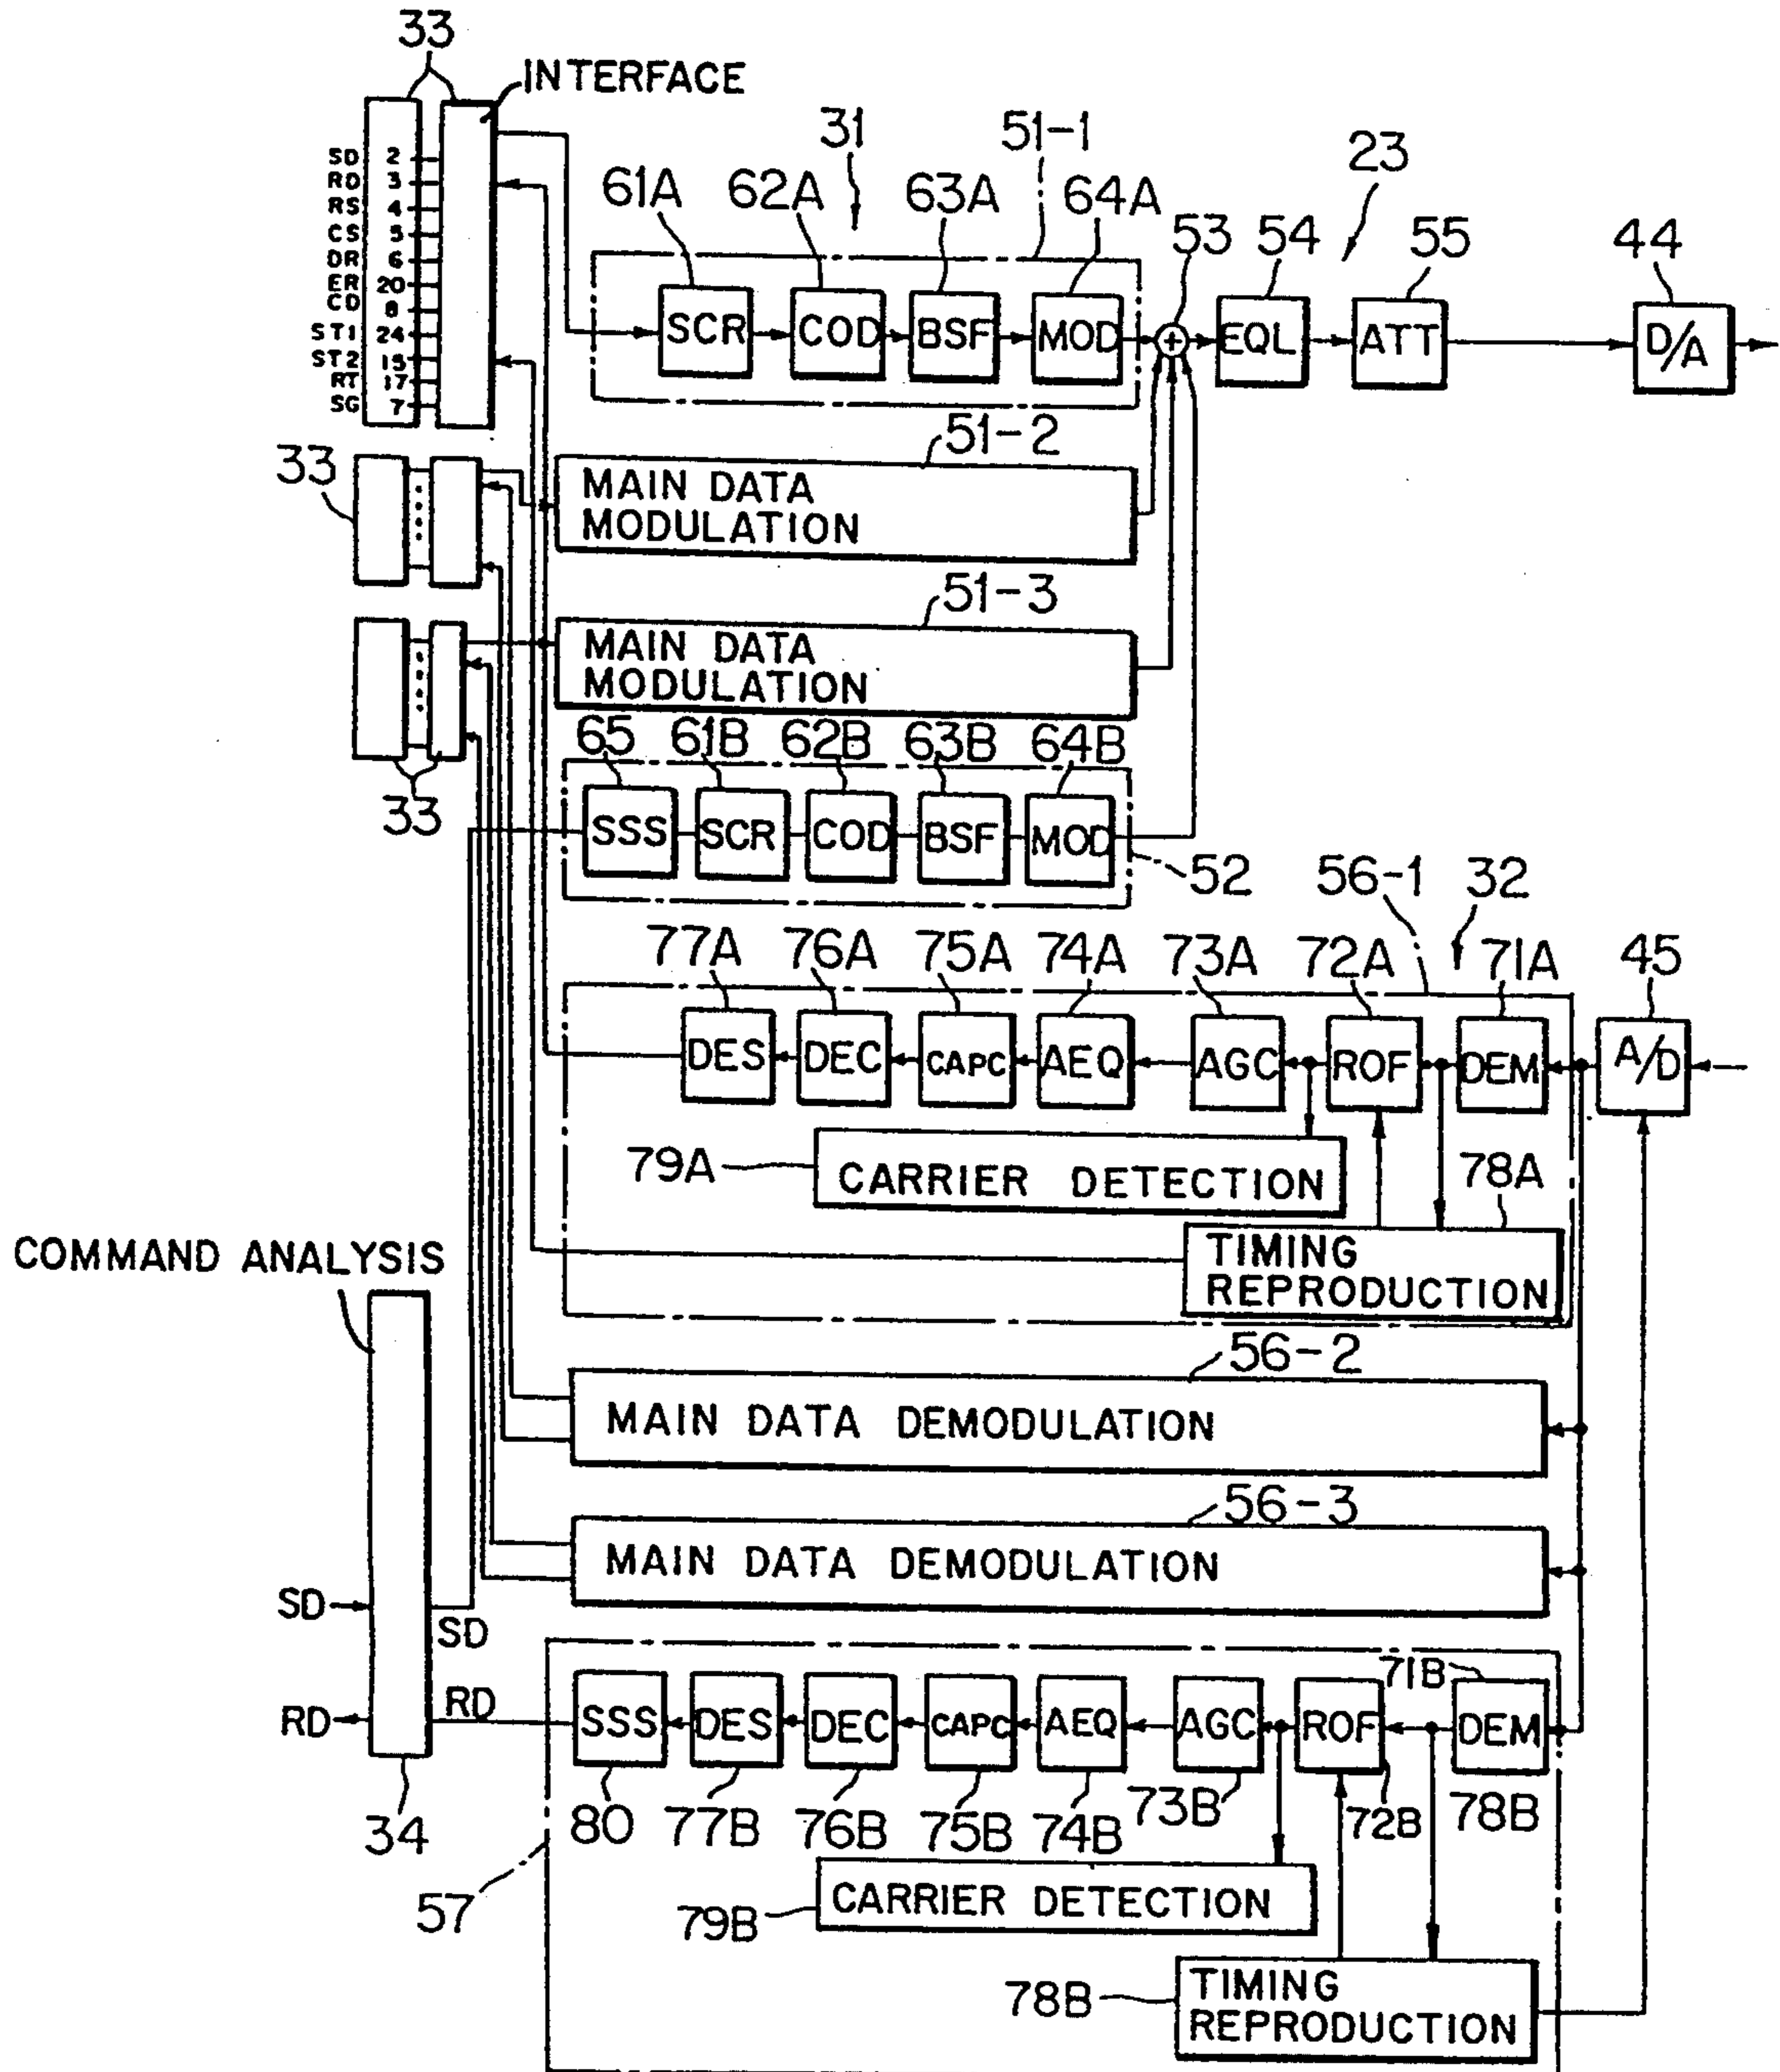 33
INTERFACE
SD 2
RD 3
RS 4
CS 5
DR 6
ER 20
CD 8
ST1 24
ST2 15
RT 17
SG 7
31
51-1
23
61A 62A 63A 64A
53 54 55 44
SCR COD BSF MOD + EQL ATT D/A
51-2
33
MAIN DATA
MODULATION
51-3
MAIN DATA
MODULATION
33
65 61B 62B 63B 64B
SSS SCR COD BSF MOD
52
56-1 32
77A 76A 75A 74A 73A 72A 71A 45
DES DEC CAPC AEQ AGC ROF DEM A/D
79A
CARRIER DETECTION
78A
TIMING
REPRODUCTION
COMMAND ANALYSIS
56-2
MAIN DATA DEMODULATION
56-3
MAIN DATA DEMODULATION
SD
SD
71B
RD
RD
SSS DES DEC CAPC AEQ AGC ROF DEM
34
80 77B 76B 75B 74B 73B 72B 78B
57
79B
CARRIER DETECTION
78B
TIMING
REPRODUCTION